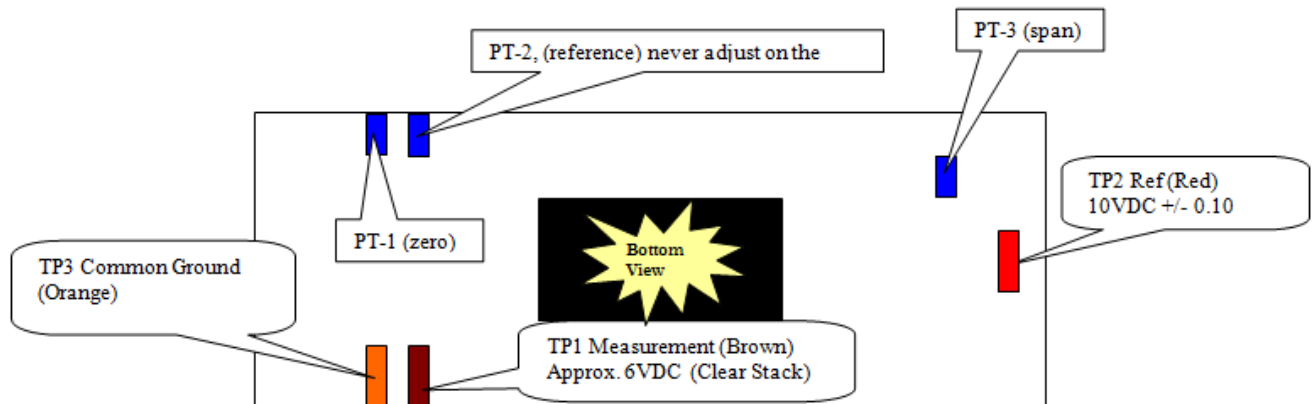 PT-2, (reference) never adjust on the
PT-3 (span)
TP2 Ref (Red)
10VDC +/- 0.10
PT-1 (zero)
Bottom
View
TP3 Common Ground
(Orange)
TP1 Measurement (Brown)
Approx. 6VDC (Clear Stack)